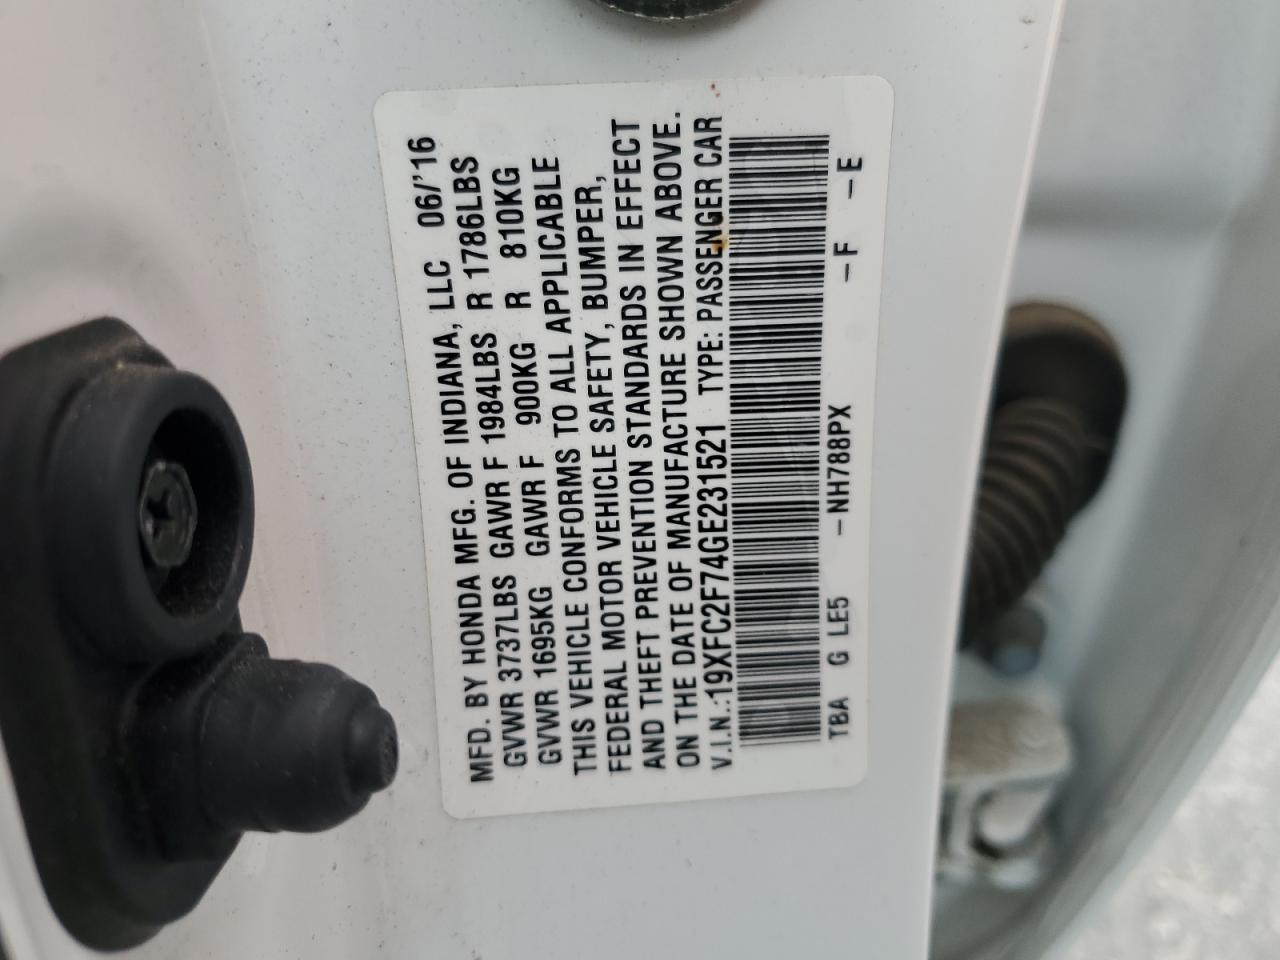 MFD. BY HONDA MFG. OF INDIANA, LLC 06/'16
GVWR 3737LBS GAWR F 1984LBS R 1786LBS
GVWR 1695KG GAWR F 900KG R 810KG
THIS VEHICLE CONFORMS TO ALL APPLICABLE
FEDERAL MOTOR VEHICLE SAFETY, BUMPER,
AND THEFT PREVENTION STANDARDS IN EFFECT
ON THE DATE OF MANUFACTURE SHOWN ABOVE.
V.I.N.:19XFC2F74GE231521 TYPE: PASSENGER CAR
TBA G LE5 -NH788PX -F -E